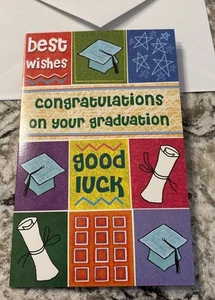 best
wishes
congratulations
on your graduation
good
luck